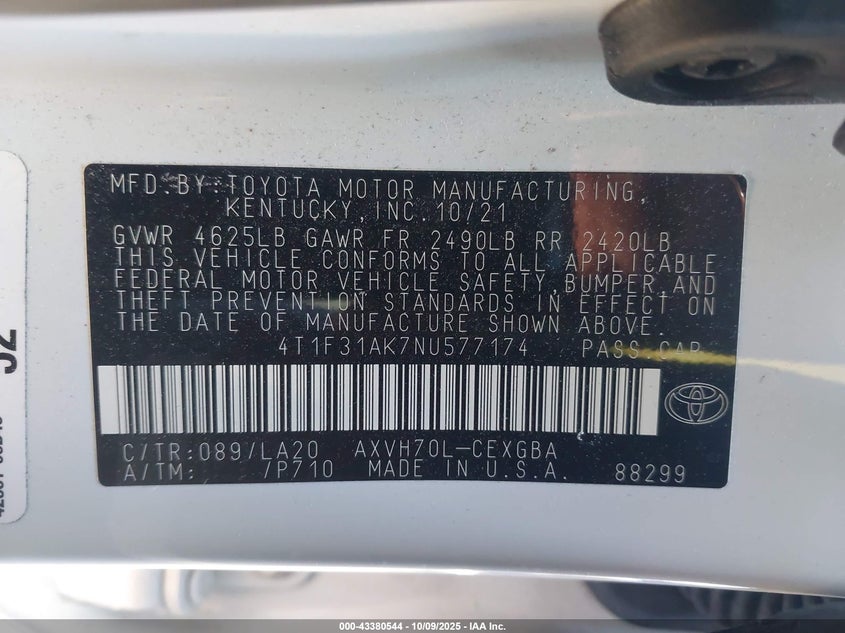 MFD.BY TOYOTA MOTOR MANUFACTURING,
KENTUCKY,INC.10/21
GVWR 4625LB GAWR FR 2490LB RR 2420LB
THIS VEHICLE CONFORMS TO ALL APPLICABLE
FEDERAL MOTOR VEHICLE SAFETY,BUMPER,AND
THEFT PREVENTION STANDARDS IN EFFECT ON
THE DATE OF MANUFACTURE SHOWN ABOVE.
4T1F31AK7NU577174 PASS CAR
C/TR:089/LA20 AXVH70L-CEXGBA
A/TM: /P710 MADE IN U.S.A. 88299
000-43380544 - 10/09/2025 - IAA Inc.